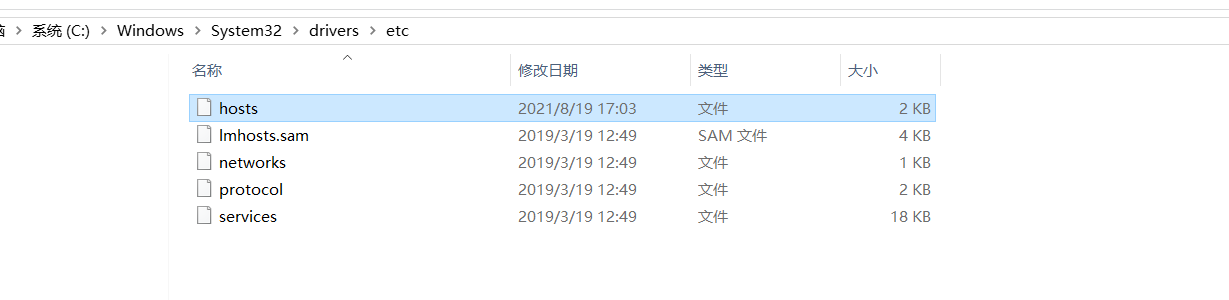 系统 (C:) > Windows > System32 > drivers > etc
名称 修改日期 类型 大小
hosts 2021/8/19 17:03 文件 2 KB
lmhosts.sam 2019/3/19 12:49 SAM 文件 4 KB
networks 2019/3/19 12:49 文件 1 KB
protocol 2019/3/19 12:49 文件 2 KB
services 2019/3/19 12:49 文件 18 KB